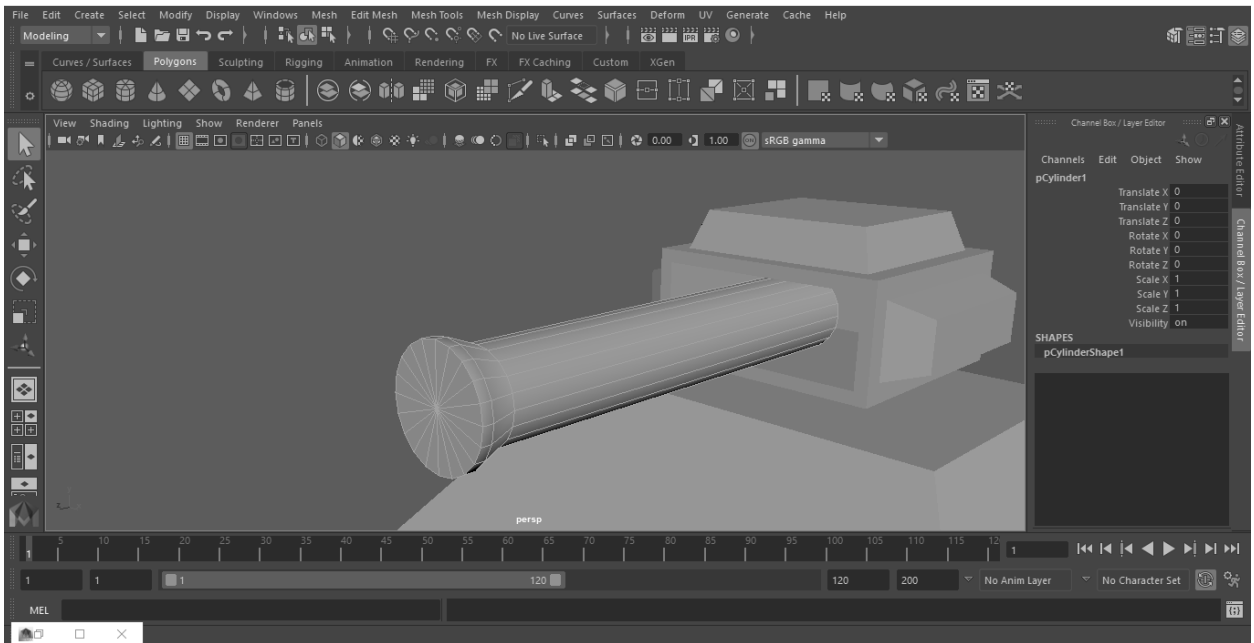 File Edit Create Select Modify Display Windows Mesh Edit Mesh Mesh Tools Mesh Display Curves Surfaces Deform UV Generate Cache Help
Modeling No Live Surface IPR
Curves / Surfaces Polygons Sculpting Rigging Animation Rendering FX FX Caching Custom XGen
View Shading Lighting Show Renderer Panels
0.00 1.00 sRGB gamma
Channel Box / Layer Editor
Channels Edit Object Show
pCylinder1
Translate X 0
Translate Y 0
Translate Z 0
Rotate X 0
Rotate Y 0
Rotate Z 0
Scale X 1
Scale Y 1
Scale Z 1
Visibility on
SHAPES
pCylinderShape1
Attribute Editor
Channel Box / Layer Editor
persp
1 5 10 15 20 25 30 35 40 45 50 55 60 65 70 75 80 85 90 95 100 105 110 115 12 1
1 1 1 120 120 200 No Anim Layer No Character Set
MEL